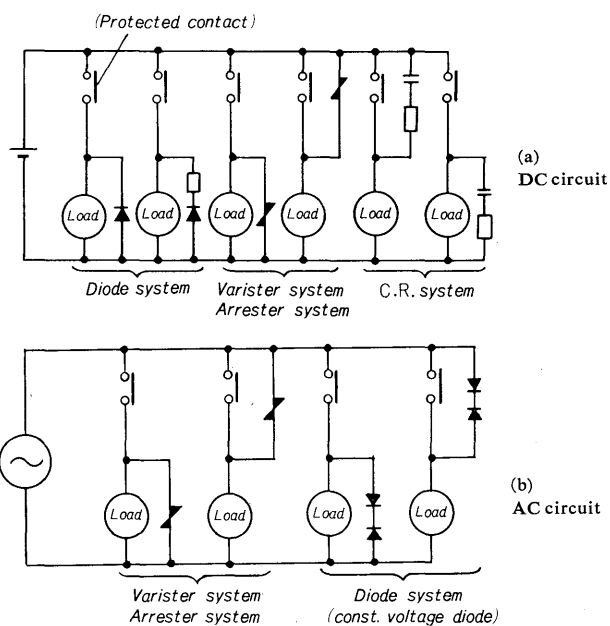 (Protected contact)
Load
Load
Load
Load
Load
Load
(a)
DC circuit
Diode system
Varister system
Arrester system
C.R. system
Load
Load
Load
Load
(b)
AC circuit
Varister system
Arrester system
Diode system
(const. voltage diode)